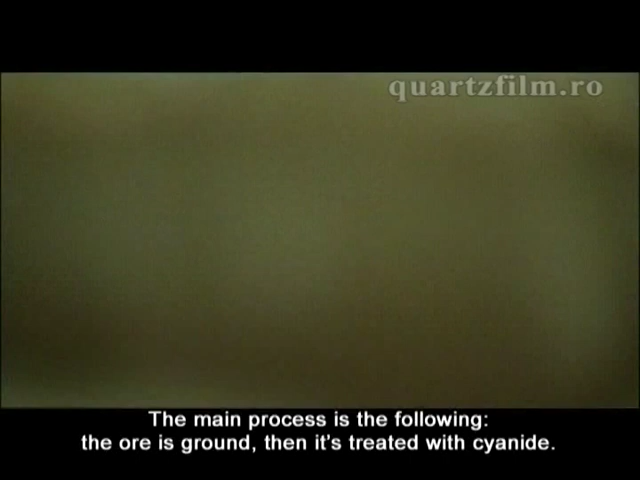 quartzfilm.ro
The main process is the following:
the ore is ground, then it's treated with cyanide.